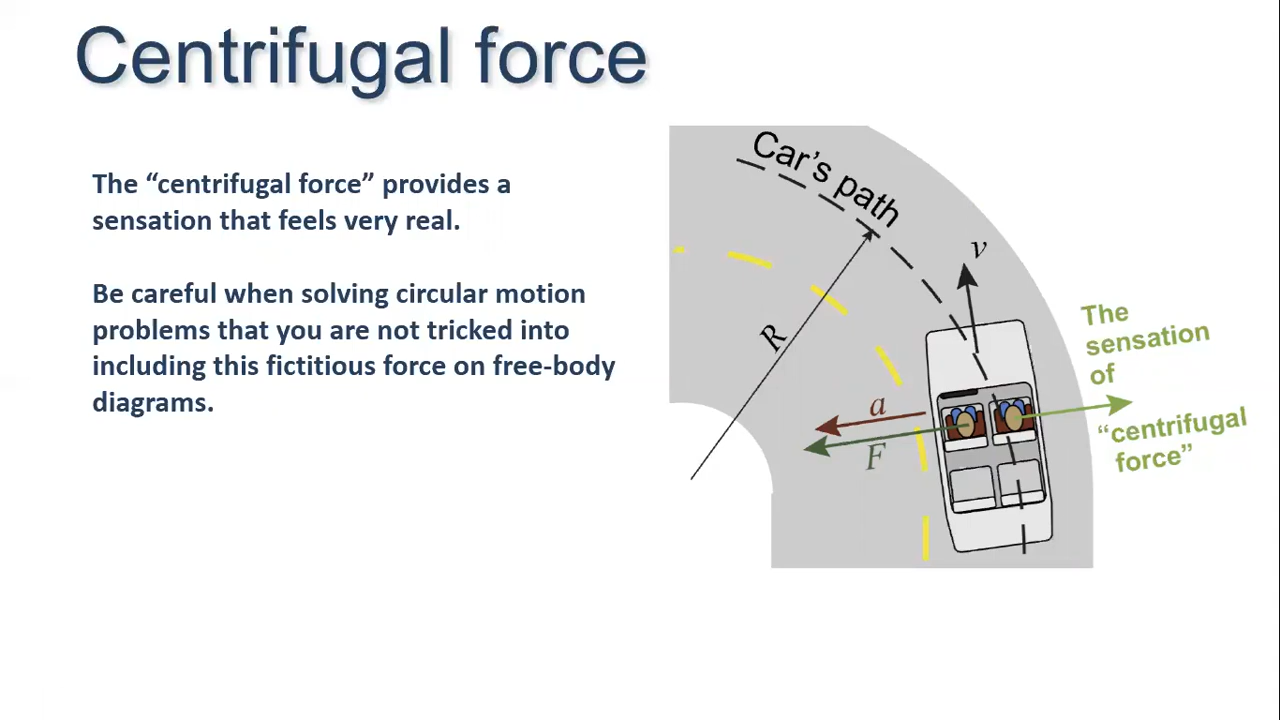 Centrifugal force
The “centrifugal force” provides a
sensation that feels very real.
Be careful when solving circular motion
problems that you are not tricked into
including this fictitious force on free-body
diagrams.
Car’s path
v
R
a
F
The
sensation
of
“centrifugal
force”